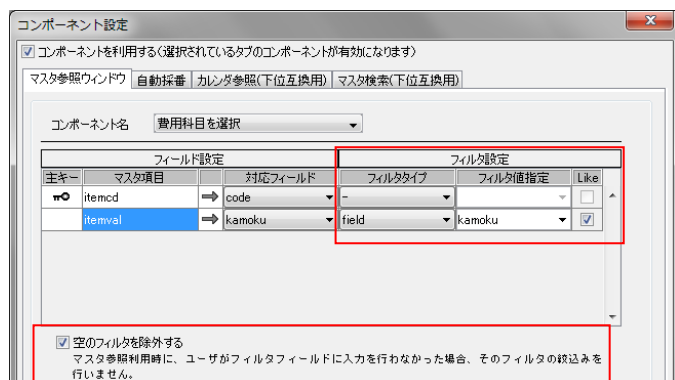 コンポーネント設定
コンポーネントを利用する(選択されているタブのコンポーネントが有効になります)
マスタ参照ウィンドウ 自動採番 カレンダ参照(下位互換用) マスタ検索(下位互換用)
コンポーネント名 費用科目を選択
フィールド設定 フィルタ設定
主キー マスタ項目 対応フィールド フィルタタイプ フィルタ値指定 Like
itemcd code -
itemval kamoku field kamoku
空のフィルタを除外する
マスタ参照利用時に、ユーザがフィルタフィールドに入力を行わなかった場合、そのフィルタの絞込みを
行いません。